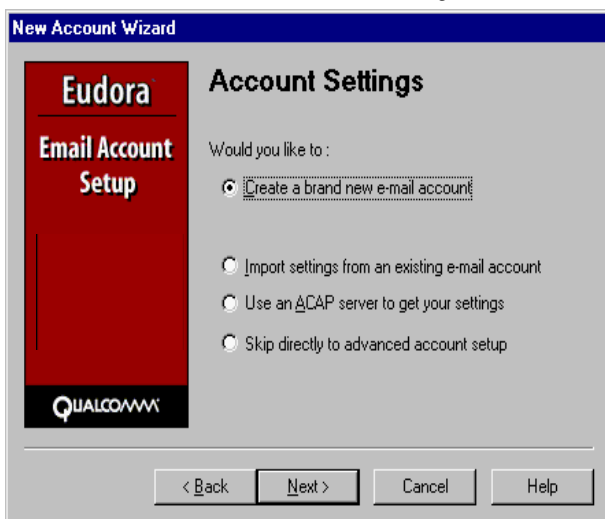 New Account Wizard
Eudora
Email Account
Setup
QUALCOMM
Account Settings
Would you like to :
Create a brand new e-mail account
Import settings from an existing e-mail account
Use an ACAP server to get your settings
Skip directly to advanced account setup
< Back
Next >
Cancel
Help